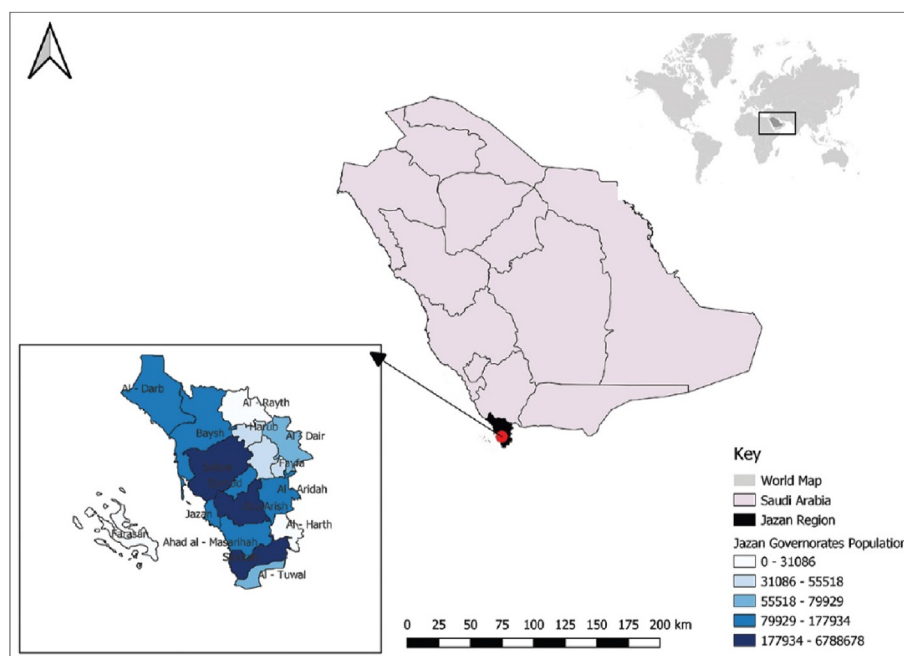 Al - Darb
Al - Rayth
Harub
Baysh
Al - Dair
Fayfa
Al - Aridah
Jazan
Arish
Al - Harth
Farasan
Ahad al - Masarihah
Al - Tuwal
Key
World Map
Saudi Arabia
Jazan Region
Jazan Governorates Population
0 - 31086
31086 - 55518
55518 - 79929
79929 - 177934
177934 - 6788678
0 25 50 75 100 125 150 175 200 km